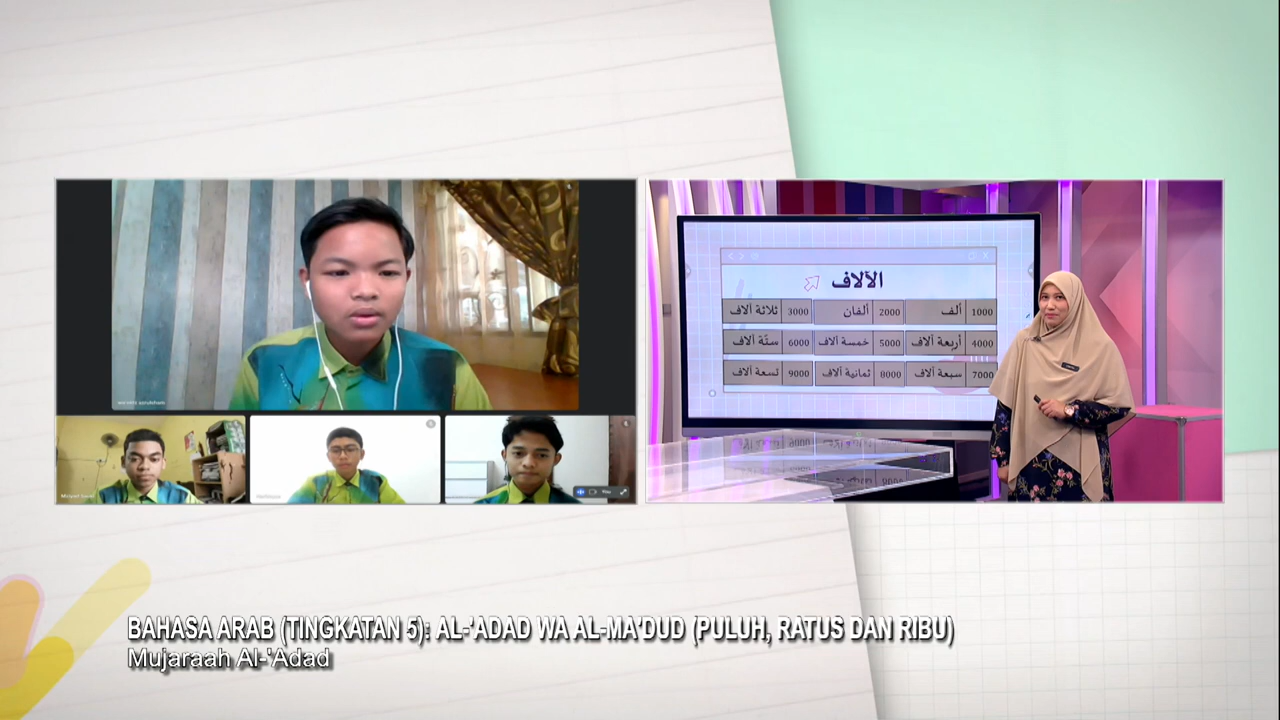 الآلاف
1000 ألف 2000 ألفان 3000 ثلاثة آلاف
4000 أربعة آلاف 5000 خمسة آلاف 6000 ستّة آلاف
7000 سبعة آلاف 8000 ثمانية آلاف 9000 تسعة آلاف
BAHASA ARAB (TINGKATAN 5): AL-'ADAD WA AL-MA'DUD (PULUH, RATUS DAN RIBU)
Mujaraah Al-'Adad